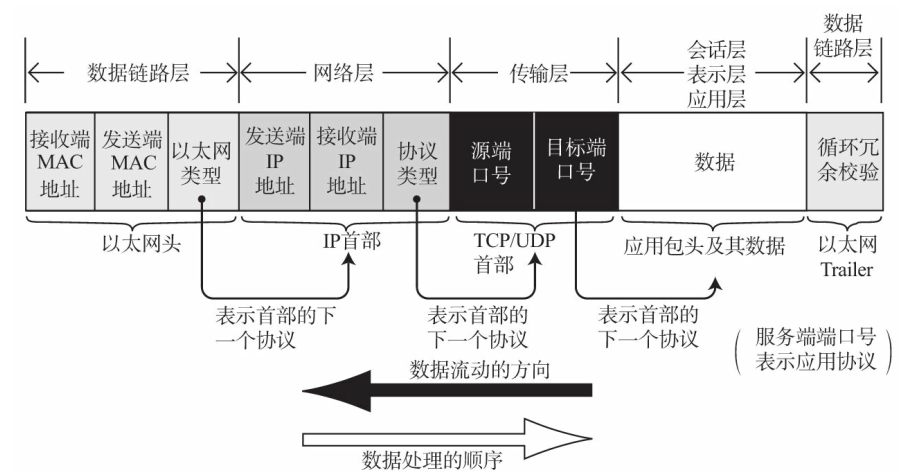 数据链路层
网络层
传输层
会话层
表示层
应用层
数据
链路层
接收端
MAC
地址
发送端
MAC
地址
以太网
类型
发送端
IP
地址
接收端
IP
地址
协议
类型
源端
口号
目标端
口号
数据
循环冗
余校验
以太网头
IP首部
TCP/UDP
首部
应用包头及其数据
以太网
Trailer
表示首部的下
一个协议
表示首部的
下一个协议
表示首部的
下一个协议
(服务端端口号
表示应用协议)
数据流动的方向
数据处理的顺序